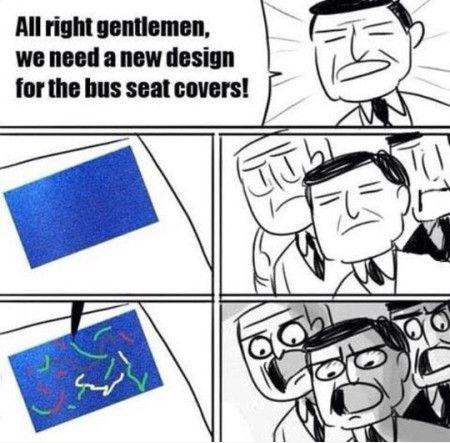 All right gentlemen,
we need a new design
for the bus seat covers!